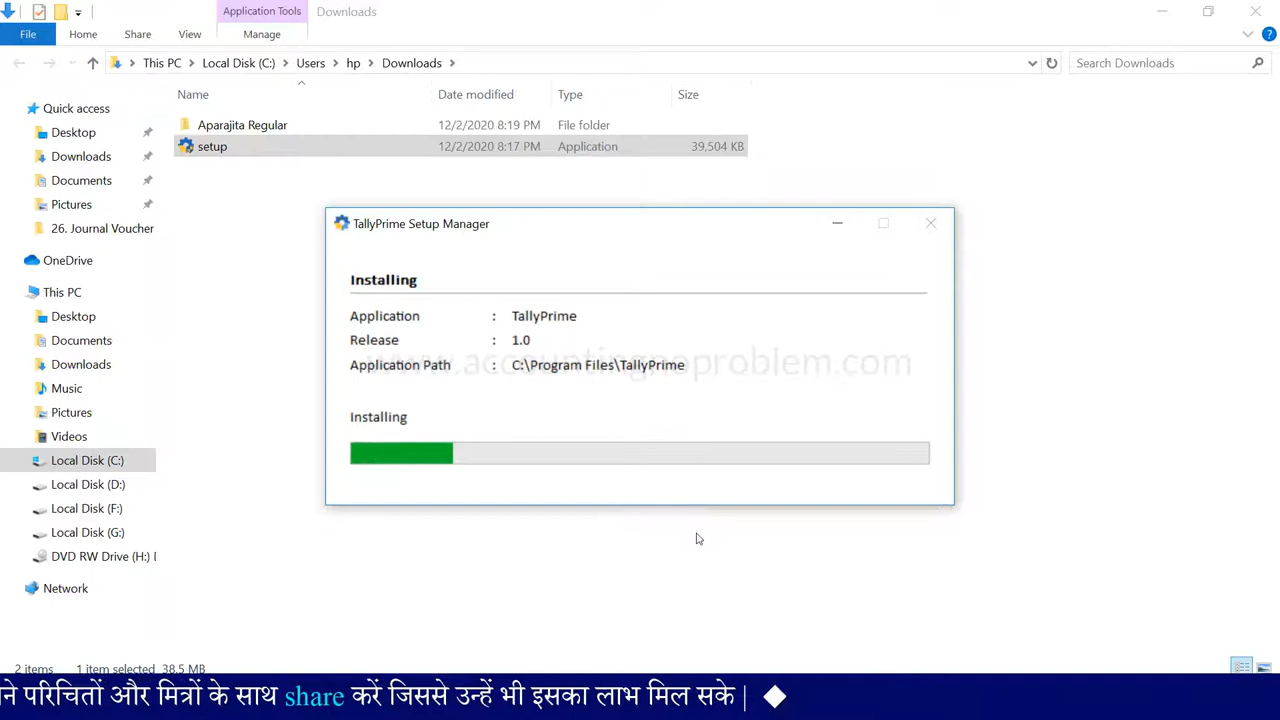 Application Tools
Downloads
File
Home
Share
View
Manage
This PC
Local Disk (C:)
Users
hp
Downloads
Search Downloads
Name
Date modified
Type
Size
Aparajita Regular
12/2/2020 8:19 PM
File folder
setup
12/2/2020 8:17 PM
Application
39,504 KB
Quick access
Desktop
Downloads
Documents
Pictures
26. Journal Voucher
OneDrive
This PC
Desktop
Documents
Downloads
Music
Pictures
Videos
Local Disk (C:)
Local Disk (D:)
Local Disk (F:)
Local Disk (G:)
DVD RW Drive (H:)
Network
TallyPrime Setup Manager
Installing
Application : TallyPrime
Release : 1.0
www.accountingnoproblem.com
Application Path : C:\Program Files\TallyPrime
Installing
2 items 1 item selected 38.5 MB
परिचितों और मित्रों के साथ share करें जिससे उन्हें भी इसका लाभ मिल सके |